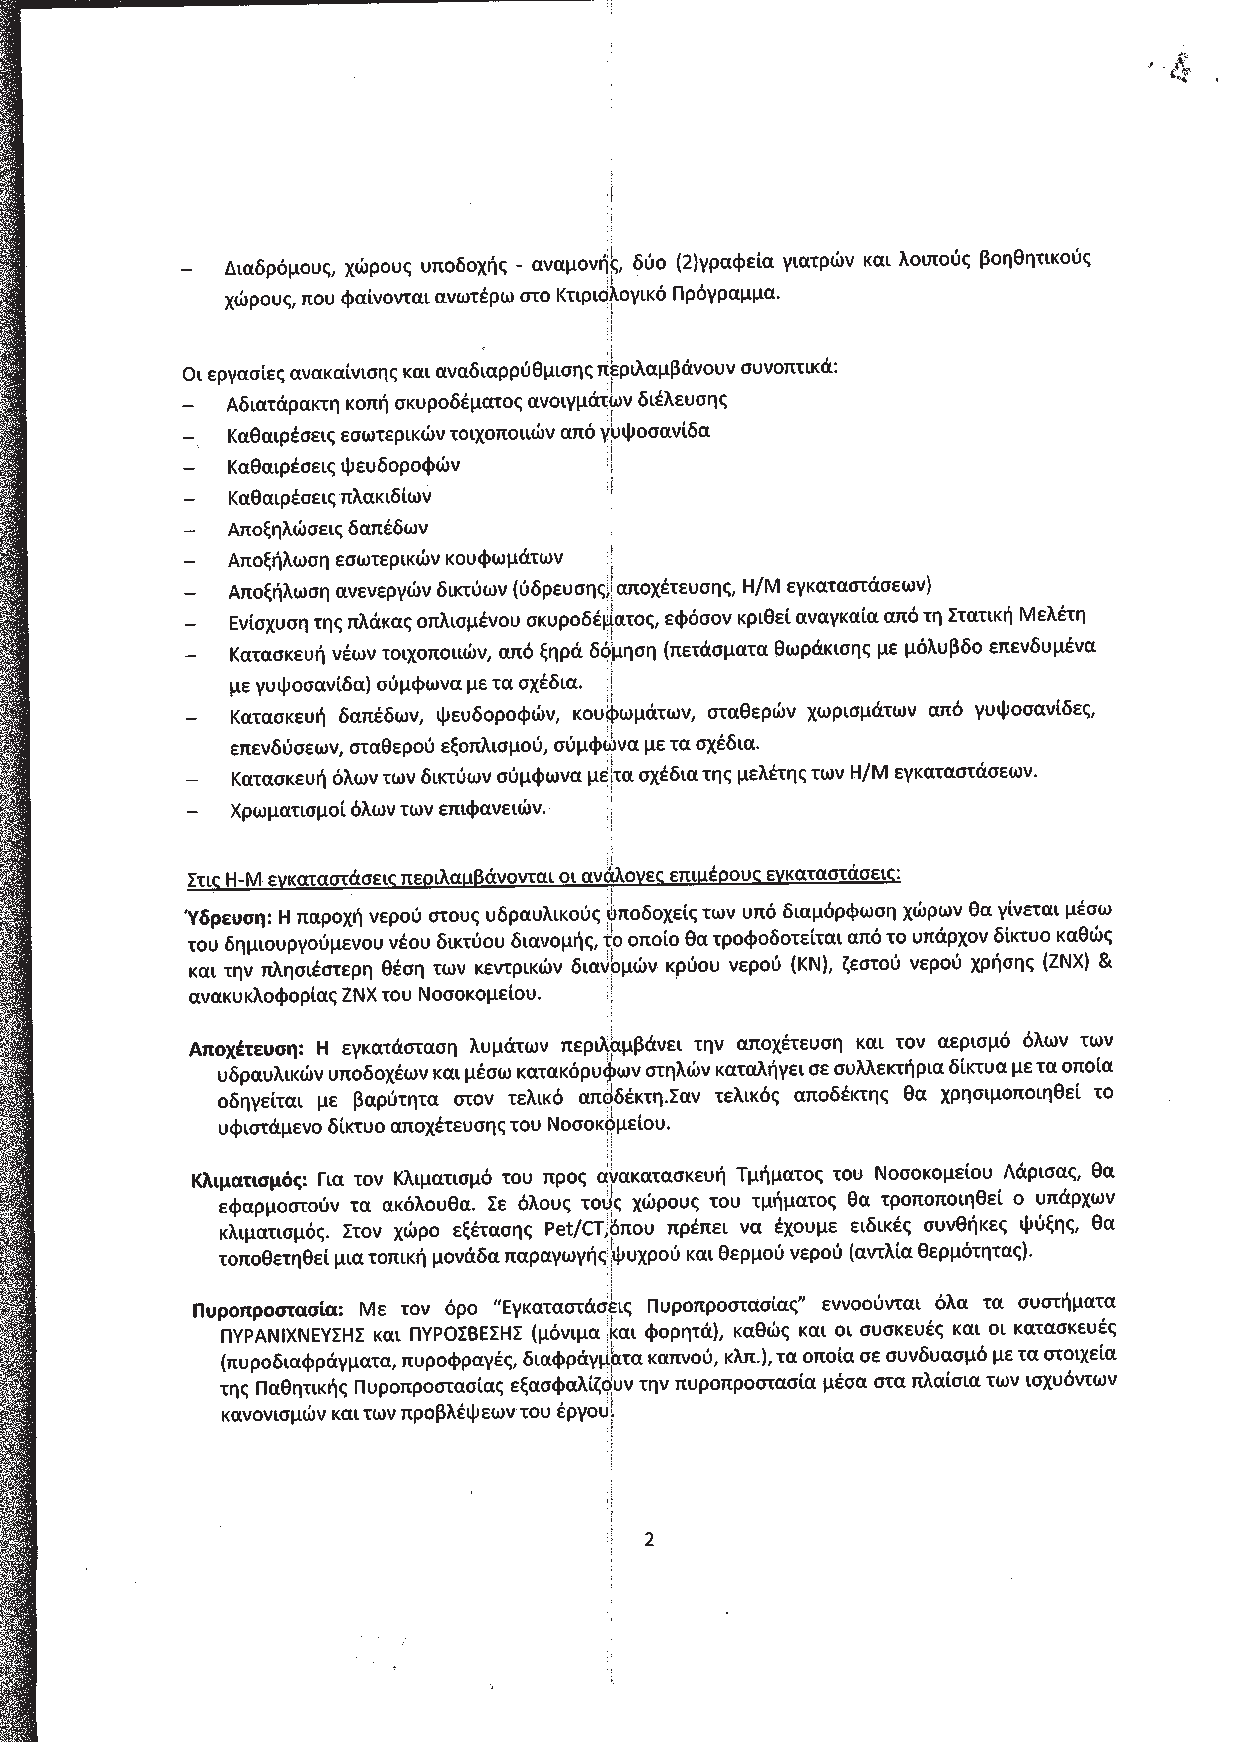 – Διαδρόμους, χώρους υποδοχής - αναμονής, δύο (2)γραφεία γιατρών και λοιπούς βοηθητικούς
χώρους, που φαίνονται ανωτέρω στο Κτιριολογικό Πρόγραμμα.
Οι εργασίες ανακαίνισης και αναδιαρρύθμισης περιλαμβάνουν συνοπτικά:
– Αδιατάρακτη κοπή σκυροδέματος ανοιγμάτων διέλευσης
– Καθαιρέσεις εσωτερικών τοιχοποιιών από γυψοσανίδα
– Καθαιρέσεις ψευδοροφών
– Καθαιρέσεις πλακιδίων
– Αποξηλώσεις δαπέδων
– Αποξήλωση εσωτερικών κουφωμάτων
– Αποξήλωση ανενεργών δικτύων (ύδρευσης, αποχέτευσης, Η/Μ εγκαταστάσεων)
– Ενίσχυση της πλάκας οπλισμένου σκυροδέματος, εφόσον κριθεί αναγκαία από τη Στατική Μελέτη
– Κατασκευή νέων τοιχοποιιών, από ξηρά δόμηση (πετάσματα θωράκισης με μόλυβδο επενδυμένα
με γυψοσανίδα) σύμφωνα με τα σχέδια.
– Κατασκευή δαπέδων, ψευδοροφών, κουφωμάτων, σταθερών χωρισμάτων από γυψοσανίδες,
επενδύσεων, σταθερού εξοπλισμού, σύμφωνα με τα σχέδια.
– Κατασκευή όλων των δικτύων σύμφωνα με τα σχέδια της μελέτης των Η/Μ εγκαταστάσεων.
– Χρωματισμοί όλων των επιφανειών.
Στις Η-Μ εγκαταστάσεις περιλαμβάνονται οι ανάλογες επιμέρους εγκαταστάσεις:
Ύδρευση: Η παροχή νερού στους υδραυλικούς υποδοχείς των υπό διαμόρφωση χώρων θα γίνεται μέσω
του δημιουργούμενου νέου δικτύου διανομής, το οποίο θα τροφοδοτείται από το υπάρχον δίκτυο καθώς
και την πλησιέστερη θέση των κεντρικών διανομών κρύου νερού (ΚΝ), ζεστού νερού χρήσης (ΖΝΧ) &
ανακυκλοφορίας ΖΝΧ του Νοσοκομείου.
Αποχέτευση: Η εγκατάσταση λυμάτων περιλαμβάνει την αποχέτευση και τον αερισμό όλων των
υδραυλικών υποδοχέων και μέσω κατακόρυφων στηλών καταλήγει σε συλλεκτήρια δίκτυα με τα οποία
οδηγείται με βαρύτητα στον τελικό αποδέκτη.Σαν τελικός αποδέκτης θα χρησιμοποιηθεί το
υφιστάμενο δίκτυο αποχέτευσης του Νοσοκομείου.
Κλιματισμός: Για τον Κλιματισμό του προς ανακατασκευή Τμήματος του Νοσοκομείου Λάρισας, θα
εφαρμοστούν τα ακόλουθα. Σε όλους τους χώρους του τμήματος θα τροποποιηθεί ο υπάρχων
κλιματισμός. Στον χώρο εξέτασης Pet/CT,όπου πρέπει να έχουμε ειδικές συνθήκες ψύξης, θα
τοποθετηθεί μια τοπική μονάδα παραγωγής ψυχρού και θερμού νερού (αντλία θερμότητας).
Πυροπροστασία: Με τον όρο “Εγκαταστάσεις Πυροπροστασίας” εννοούνται όλα τα συστήματα
ΠΥΡΑΝΙΧΝΕΥΣΗΣ και ΠΥΡΟΣΒΕΣΗΣ (μόνιμα και φορητά), καθώς και οι συσκευές και οι κατασκευές
(πυροδιαφράγματα, πυροφραγές, διαφράγματα καπνού, κλπ.), τα οποία σε συνδυασμό με τα στοιχεία
της Παθητικής Πυροπροστασίας εξασφαλίζουν την πυροπροστασία μέσα στα πλαίσια των ισχυόντων
κανονισμών και των προβλέψεων του έργου.
2